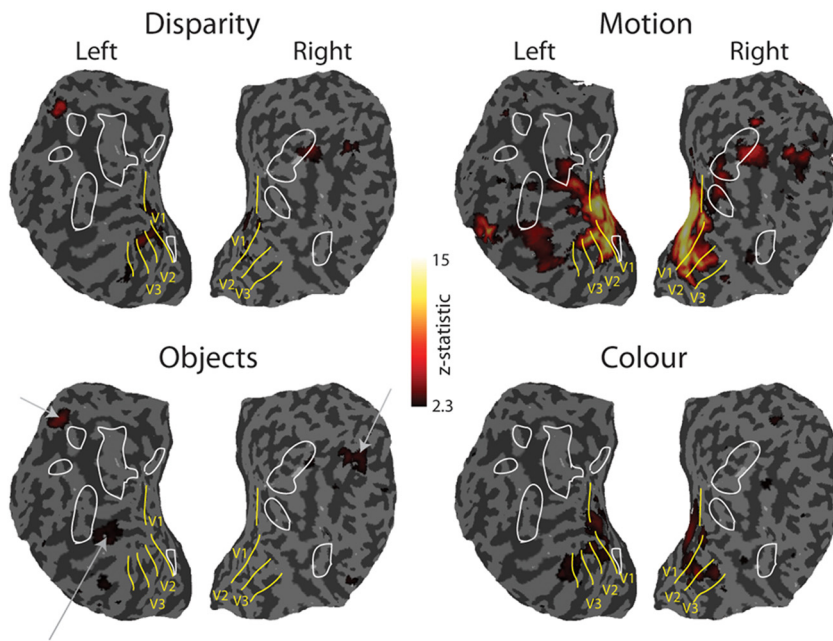 Disparity
Motion
Left
Right
Left
Right
V1
V2
V3
V1
V2
V3
V1
V2
V3
V1
V2
V3
15
z-statistic
2.3
Objects
Colour
V1
V2
V3
V1
V2
V3
V1
V2
V3
V1
V2
V3